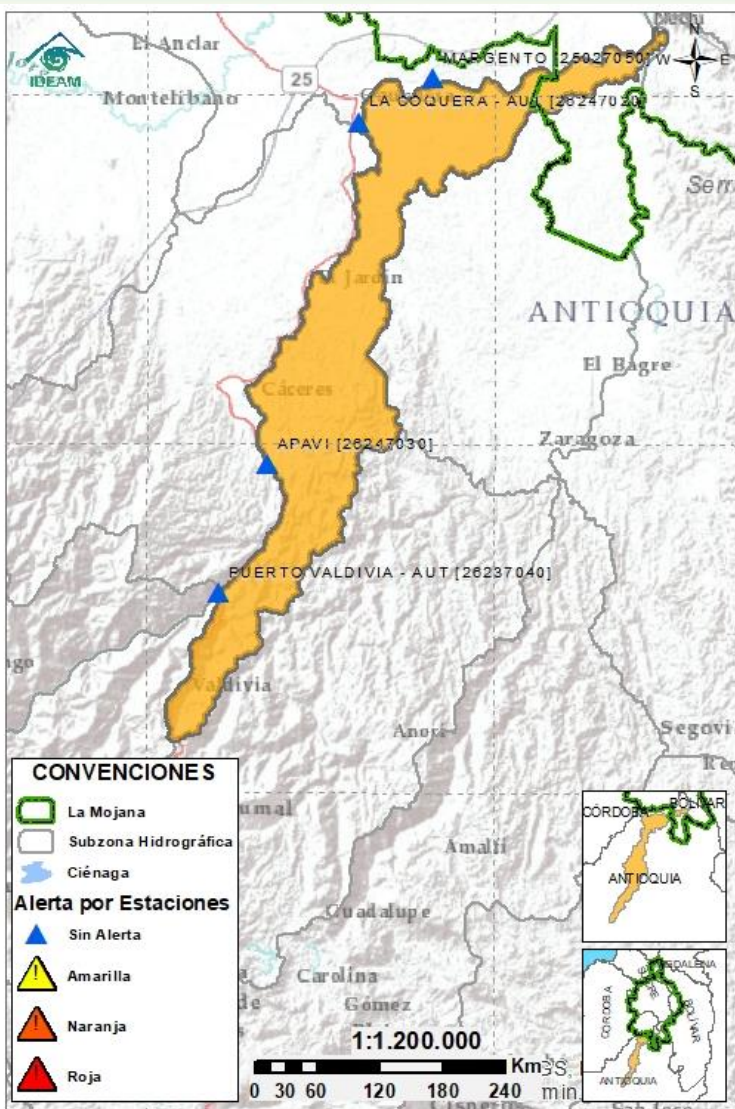 El Anclar
IDEAM
N
W E
S
25
MARGENTO [25027050]
Montelíbano
LA COQUERA - AUT [26247020]
El Jardín
ANTIOQUIA
El Bagre
Cáceres
Zaragoza
APAVI [26247030]
PUERTO VALDIVIA - AUT [26237040]
Valdivia
Anorí
Segovi
CONVENCIONES
La Mojana
Subzona Hidrográfica
Ciénaga
Alerta por Estaciones
Sin Alerta
Amarilla
Naranja
Roja
Amalfi
Guadalupe
Carolina
Gómez
1:1.200.000
Km
0 30 60 120 180 240
CÓRDOBA
BOLÍVAR
ANTIOQUIA
CÓRDOBA
SUCRE
BOLÍVAR
ANTIOQUIA